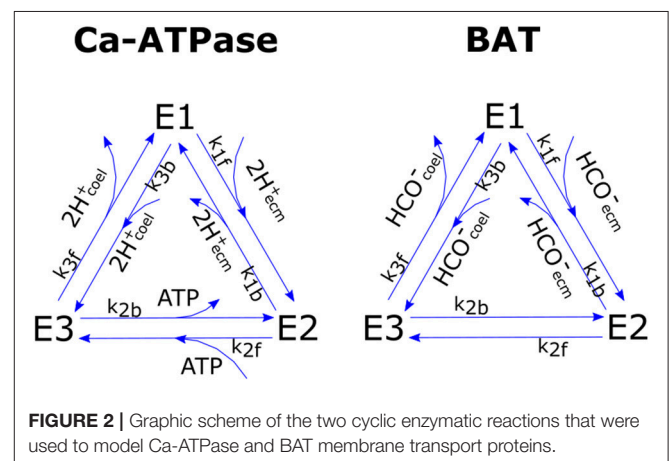 Ca-ATPase
BAT
E1
k1f
k3b
2H+coel
2H+ecm
2H+coel
2H+ecm
k3f
k1b
k2b
ATP
E3
E2
k2f
ATP
E1
k1f
k3b
HCO-coel
HCO-ecm
HCO-coel
HCO-ecm
k3f
k1b
k2b
E3
E2
k2f
FIGURE 2 | Graphic scheme of the two cyclic enzymatic reactions that were
used to model Ca-ATPase and BAT membrane transport proteins.